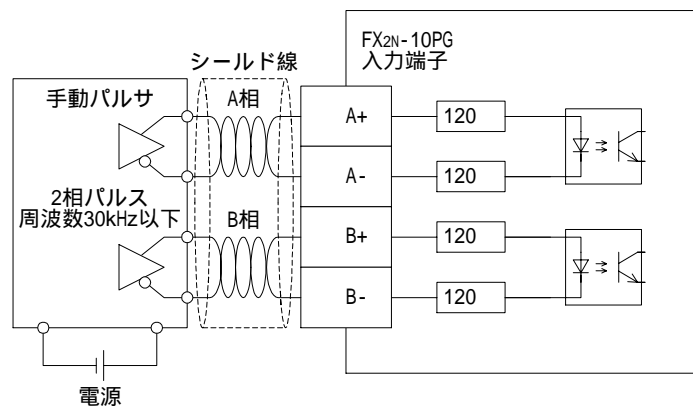 FX2N-10PG
入力端子
シールド線
手動パルサ
A相
A+
120
A-
120
2相パルス
周波数30kHz以下
B相
B+
120
B-
120
電源